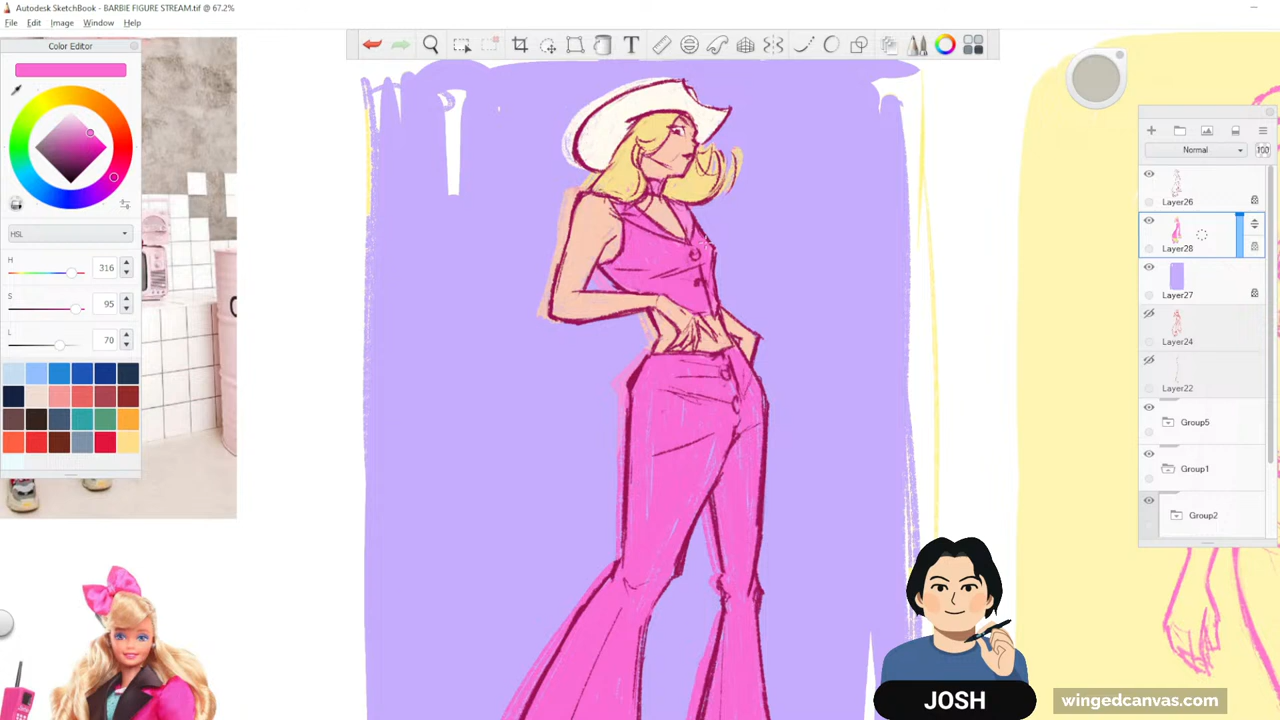 Autodesk SketchBook - BARBIE FIGURE STREAM.tif @ 67.2%
File Edit Image Window Help
Color Editor
HSL
H 316
S 95
L 70
T
Normal 100
Layer26
Layer28
Layer27
Layer24
Layer22
Group5
Group1
Group2
JOSH
wingedcanvas.com